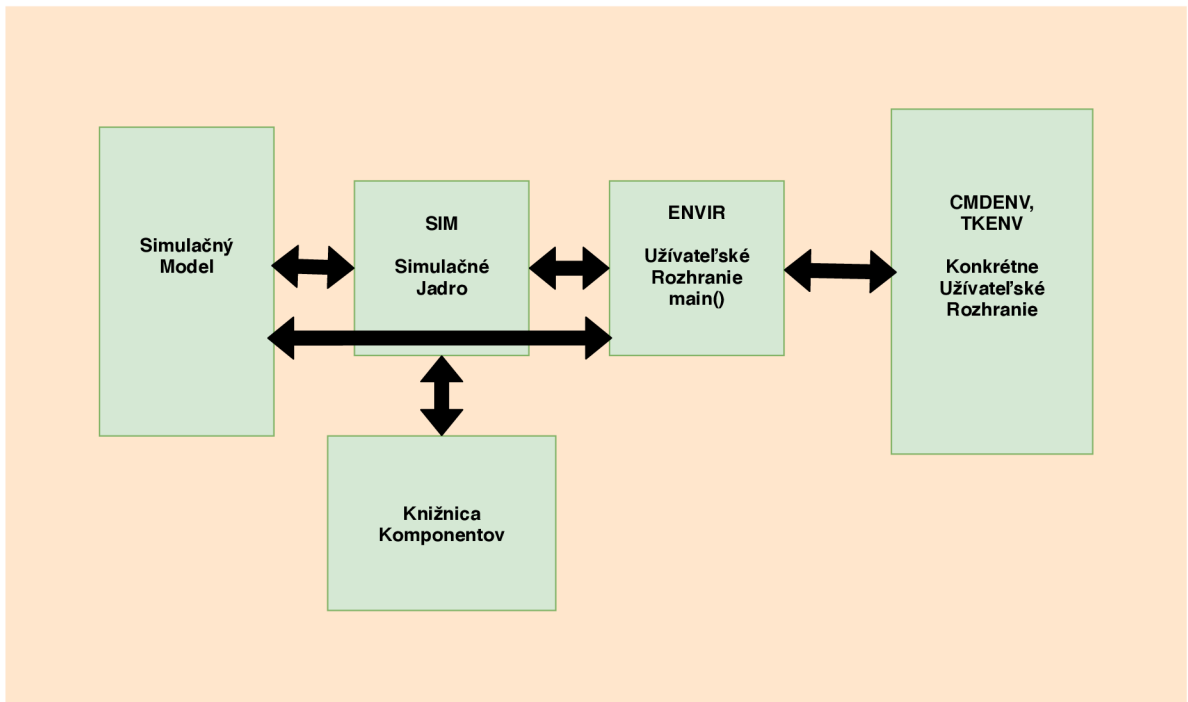 Simulačný
Model
SIM
Simulačné
Jadro
ENVIR
Užívateľské
Rozhranie
main()
CMDENV,
TKENV
Konkrétne
Užívateľské
Rozhranie
Knižnica
Komponentov